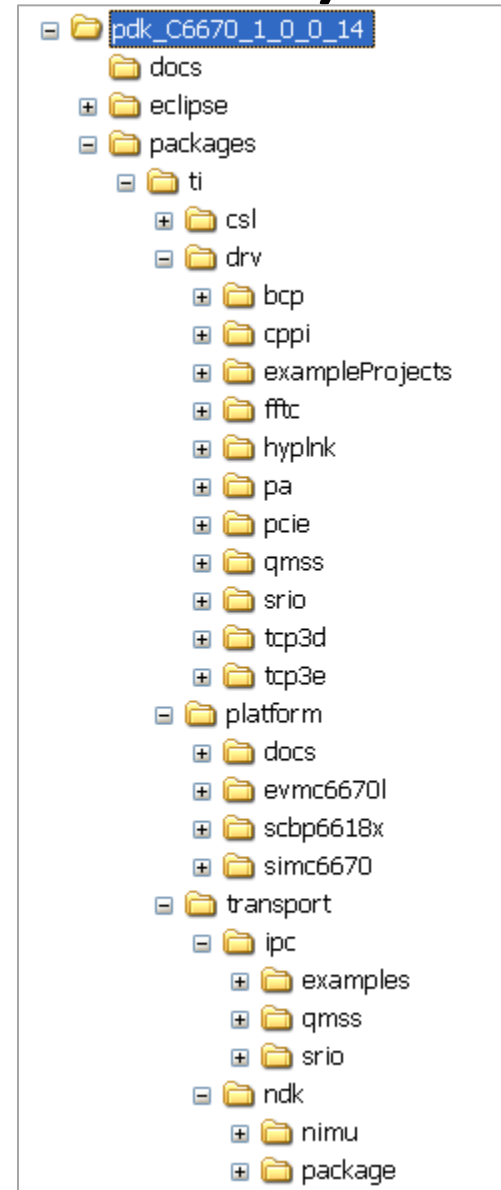 pdk_C6670_1_0_0_14
docs
eclipse
packages
ti
csl
drv
bcp
cppi
exampleProjects
fftc
hyplnk
pa
pcie
qmss
srio
tcp3d
tcp3e
platform
docs
evmc6670l
scbp6618x
simc6670
transport
ipc
examples
qmss
srio
ndk
nimu
package